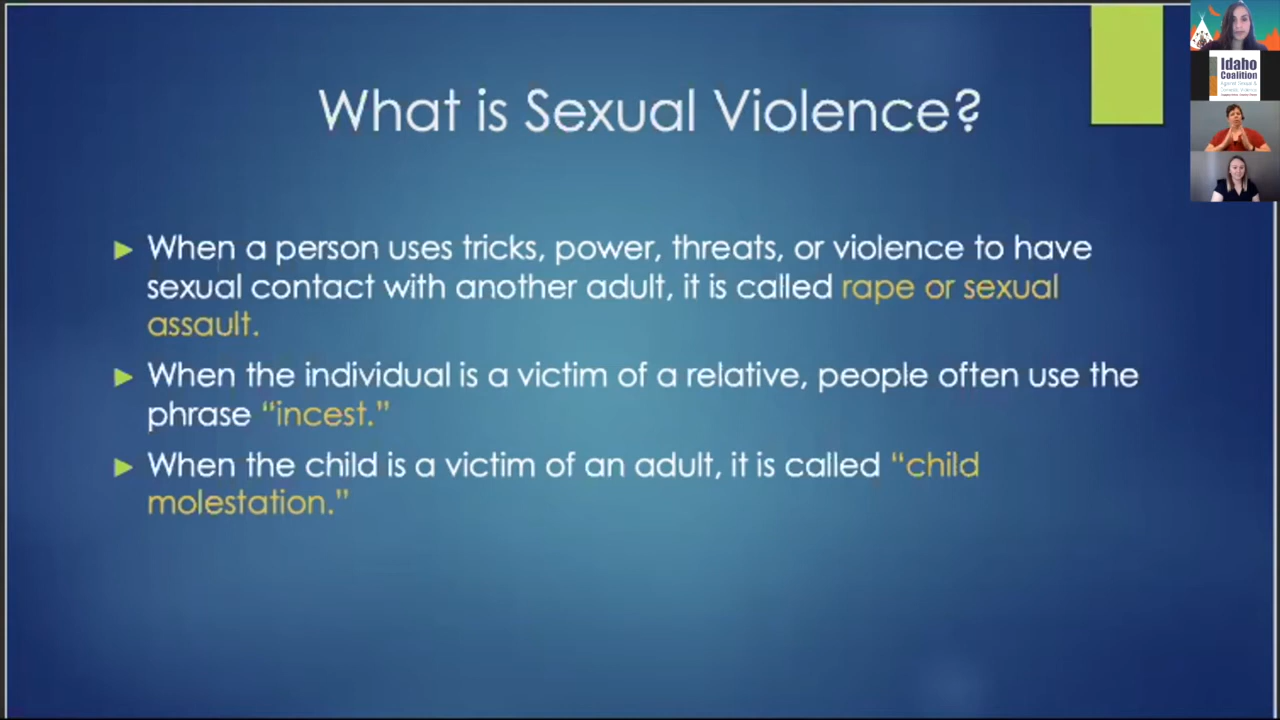 What is Sexual Violence?
When a person uses tricks, power, threats, or violence to have
sexual contact with another adult, it is called rape or sexual
assault.
When the individual is a victim of a relative, people often use the
phrase “incest.”
When the child is a victim of an adult, it is called “child
molestation.”
Idaho
Coalition